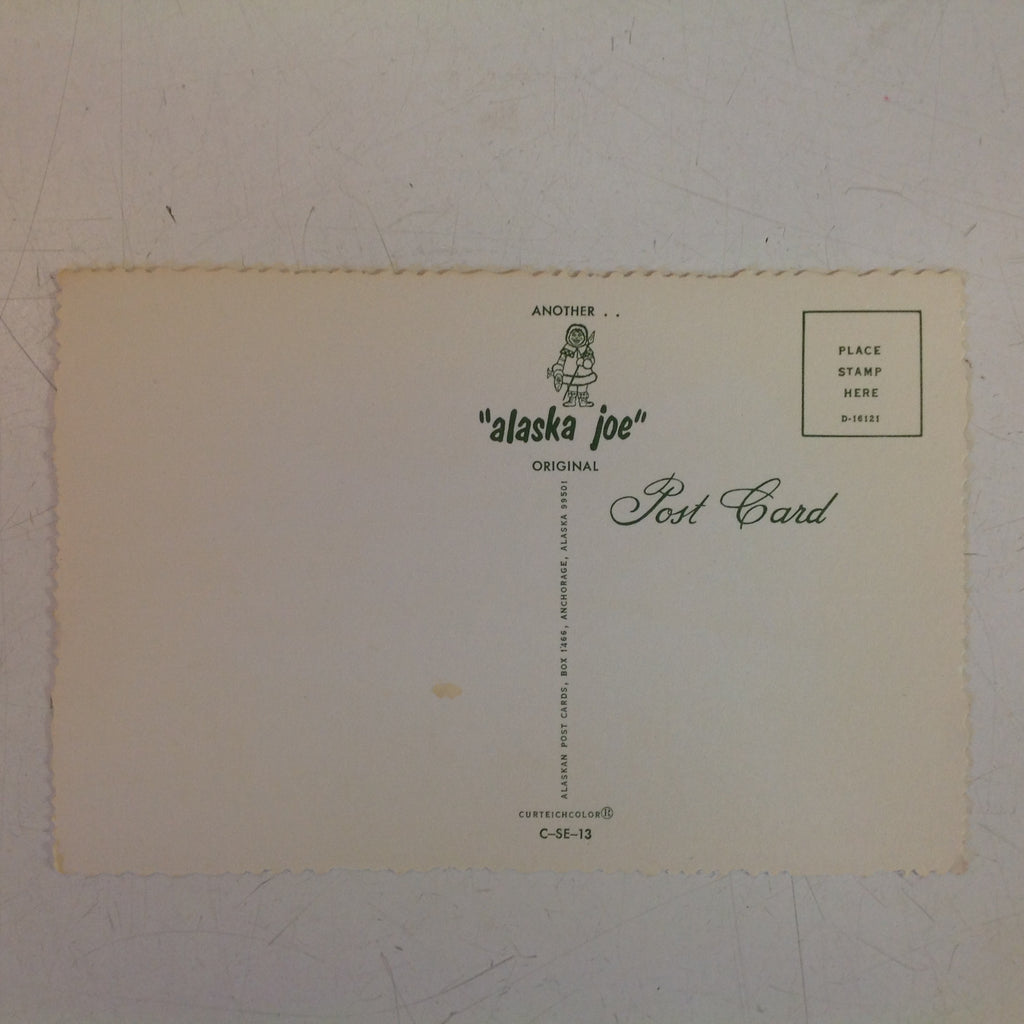 ANOTHER . .
"alaska joe"
ORIGINAL
PLACE
STAMP
HERE
D-16121
Post Card
ALASKAN POST CARDS, BOX 1466, ANCHORAGE, ALASKA 99501
CURTEICHCOLOR®
C-SE-13